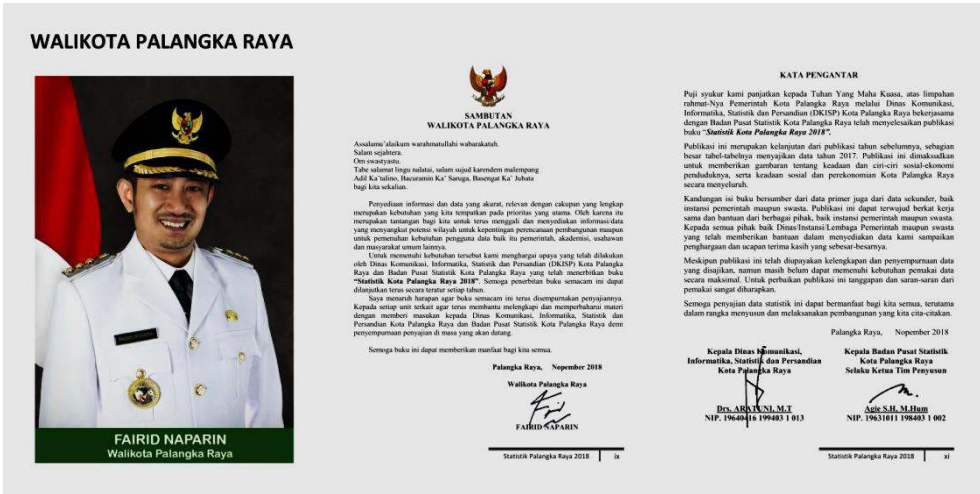 WALIKOTA PALANGKA RAYA
FAIRID NAPARIN
Walikota Palangka Raya
SAMBUTAN
WALIKOTA PALANGKA RAYA
Assalamu'alaikum warahmatullahi wabarakatuh.
Salam sejahtera.
Om swastyastu.
Tabe salamat lingu nalatai, salam sujud karendem malempang
Adil Ka'talino, Bacuramin Ka' Saruga, Basengat Ka' Jubata
bagi kita sekalian.
Penyediaan informasi dan data yang akurat, relevan dengan cakupan yang lengkap
merupakan kebutuhan yang kita tempatkan pada prioritas yang utama. Oleh karena itu
merupakan tantangan bagi kita untuk terus menggali dan menyediakan informasi/data
yang menyangkut potensi wilayah untuk kepentingan perencanaan pembangunan maupun
untuk pemenuhan kebutuhan pengguna data baik itu pemerintah, akademisi, usahawan
dan masyarakat umum lainnya.
Untuk memenuhi kebutuhan tersebut kami menghargai upaya yang telah dilakukan
oleh Dinas Komunikasi, Informatika, Statistik dan Persandian (DKISP) Kota Palangka
Raya dan Badan Pusat Statistik Kota Palangka Raya yang telah menerbitkan buku
"Statistik Kota Palangka Raya 2018". Semoga penerbitan buku semacam ini dapat
dilanjutkan terus secara teratur setiap tahun.
Saya menaruh harapan agar buku semacam ini terus disempurnakan penyajiannya.
Kepada setiap unit terkait agar terus membantu melengkapi dan memperbaharui materi
dengan memberi masukan kepada Dinas Komunikasi, Informatika, Statistik dan
Persandian Kota Palangka Raya dan Badan Pusat Statistik Kota Palangka Raya demi
penyempurnaan penyajian di masa yang akan datang.
Semoga buku ini dapat memberikan manfaat bagi kita semua.
Palangka Raya, Nopember 2018
Walikota Palangka Raya
FAIRID NAPARIN
Statistik Palangka Raya 2018 ix
KATA PENGANTAR
Puji syukur kami panjatkan kepada Tuhan Yang Maha Kuasa, atas limpahan
rahmat-Nya Pemerintah Kota Palangka Raya melalui Dinas Komunikasi,
Informatika, Statistik dan Persandian (DKISP) Kota Palangka Raya bekerjasama
dengan Badan Pusat Statistik Kota Palangka Raya telah menyelesaikan publikasi
buku "Statistik Kota Palangka Raya 2018".
Publikasi ini merupakan kelanjutan dari publikasi tahun sebelumnya, sebagian
besar tabel-tabelnya menyajikan data tahun 2017. Publikasi ini dimaksudkan
untuk memberikan gambaran tentang keadaan dan ciri-ciri sosial-ekonomi
penduduknya, serta keadaan sosial dan perekonomian Kota Palangka Raya
secara menyeluruh.
Kandungan isi buku bersumber dari data primer juga dari data sekunder, baik
instansi pemerintah maupun swasta. Publikasi ini dapat terwujud berkat kerja
sama dan bantuan dari berbagai pihak, baik instansi pemerintah maupun swasta.
Kepada semua pihak baik Dinas/Instansi/Lembaga Pemerintah maupun swasta
yang telah memberikan bantuan dalam menyediakan data kami sampaikan
penghargaan dan ucapan terima kasih yang sebesar-besarnya.
Meskipun publikasi ini telah diupayakan kelengkapan dan penyempurnaan data
yang disajikan, namun masih belum dapat memenuhi kebutuhan pemakai data
secara maksimal. Untuk perbaikan publikasi ini tanggapan dan saran-saran dari
pemakai sangat diharapkan.
Semoga penyajian data statistik ini dapat bermanfaat bagi kita semua, terutama
dalam rangka menyusun dan melaksanakan pembangunan yang kita cita-citakan.
Palangka Raya, Nopember 2018
Kepala Dinas Komunikasi,
Informatika, Statistik dan Persandian
Kota Palangka Raya
Drs. ARATUNI, M.T
NIP. 19640416 199403 1 013
Kepala Badan Pusat Statistik
Kota Palangka Raya
Selaku Ketua Tim Penyusun
Agie S.H, M.Hum
NIP. 19631011 198403 1 002
Statistik Palangka Raya 2018 xi